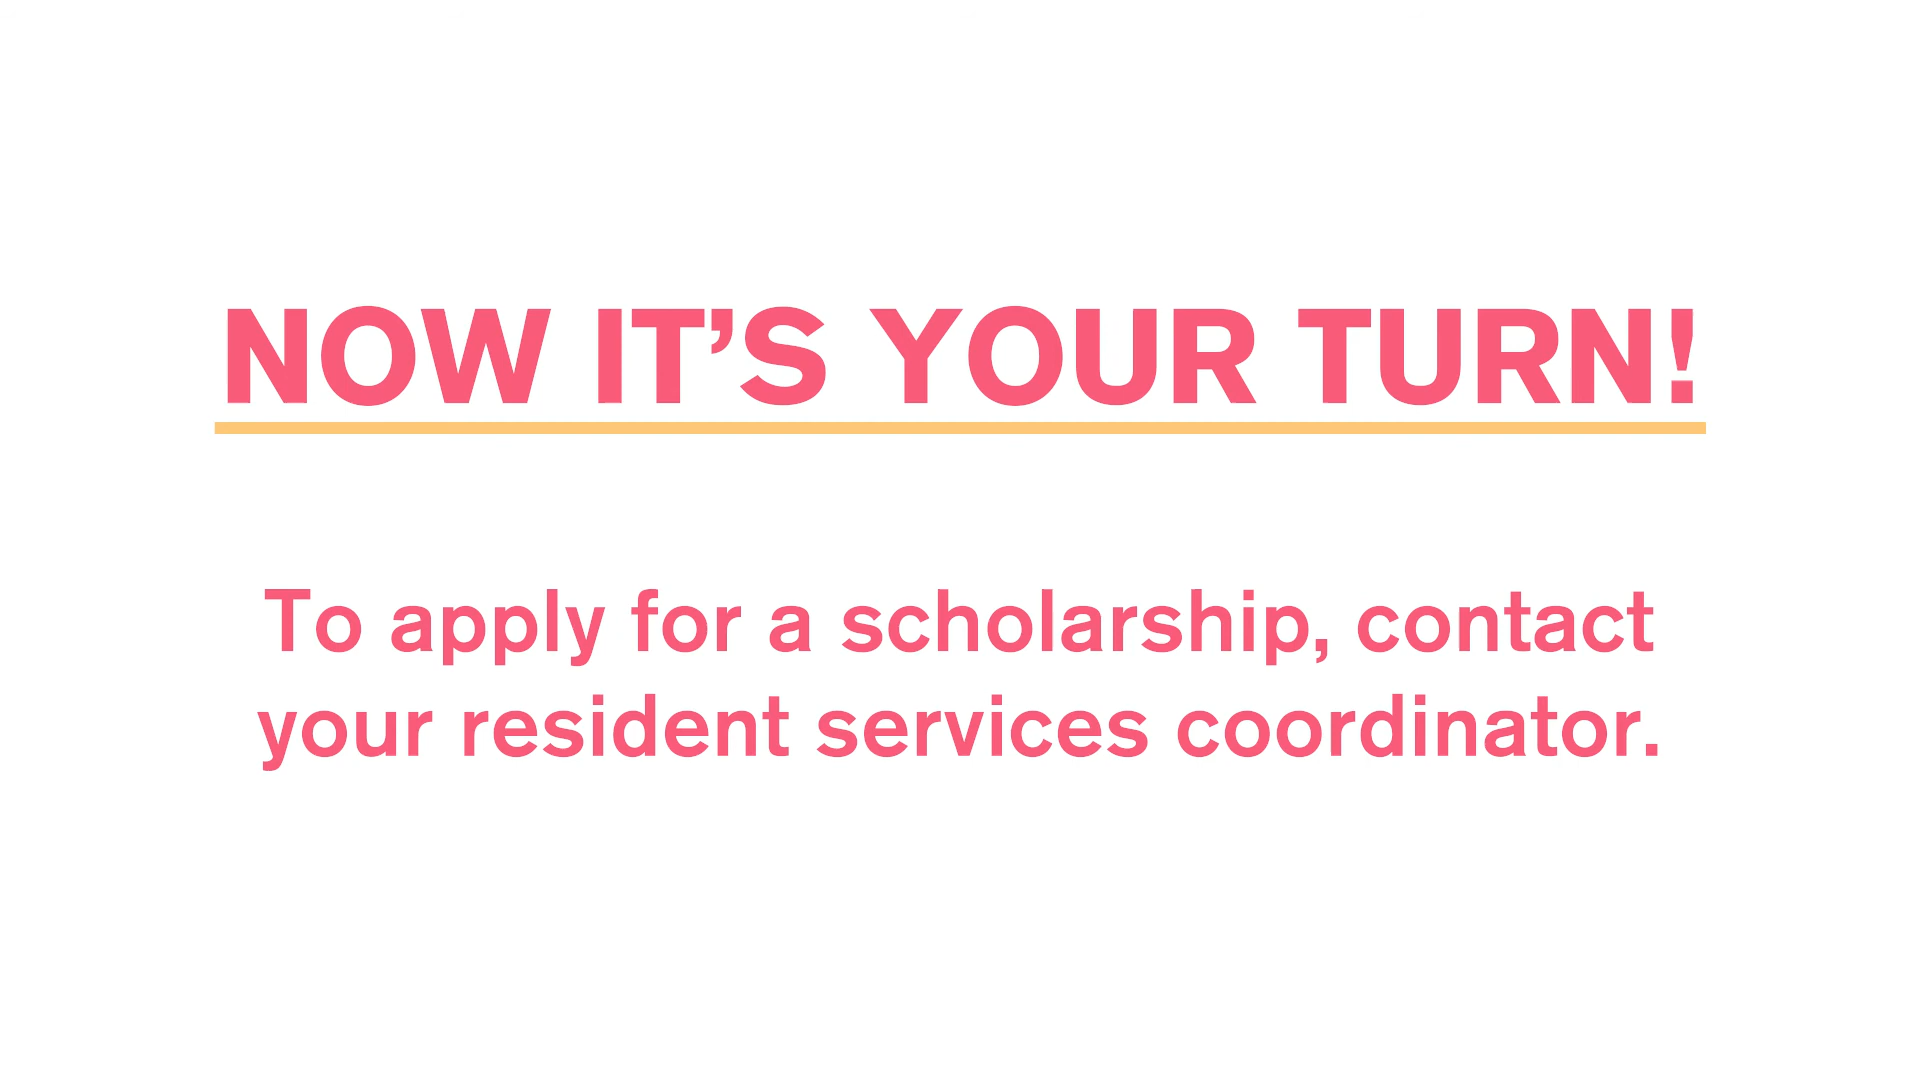 NOW IT’S YOUR TURN!
To apply for a scholarship, contact
your resident services coordinator.